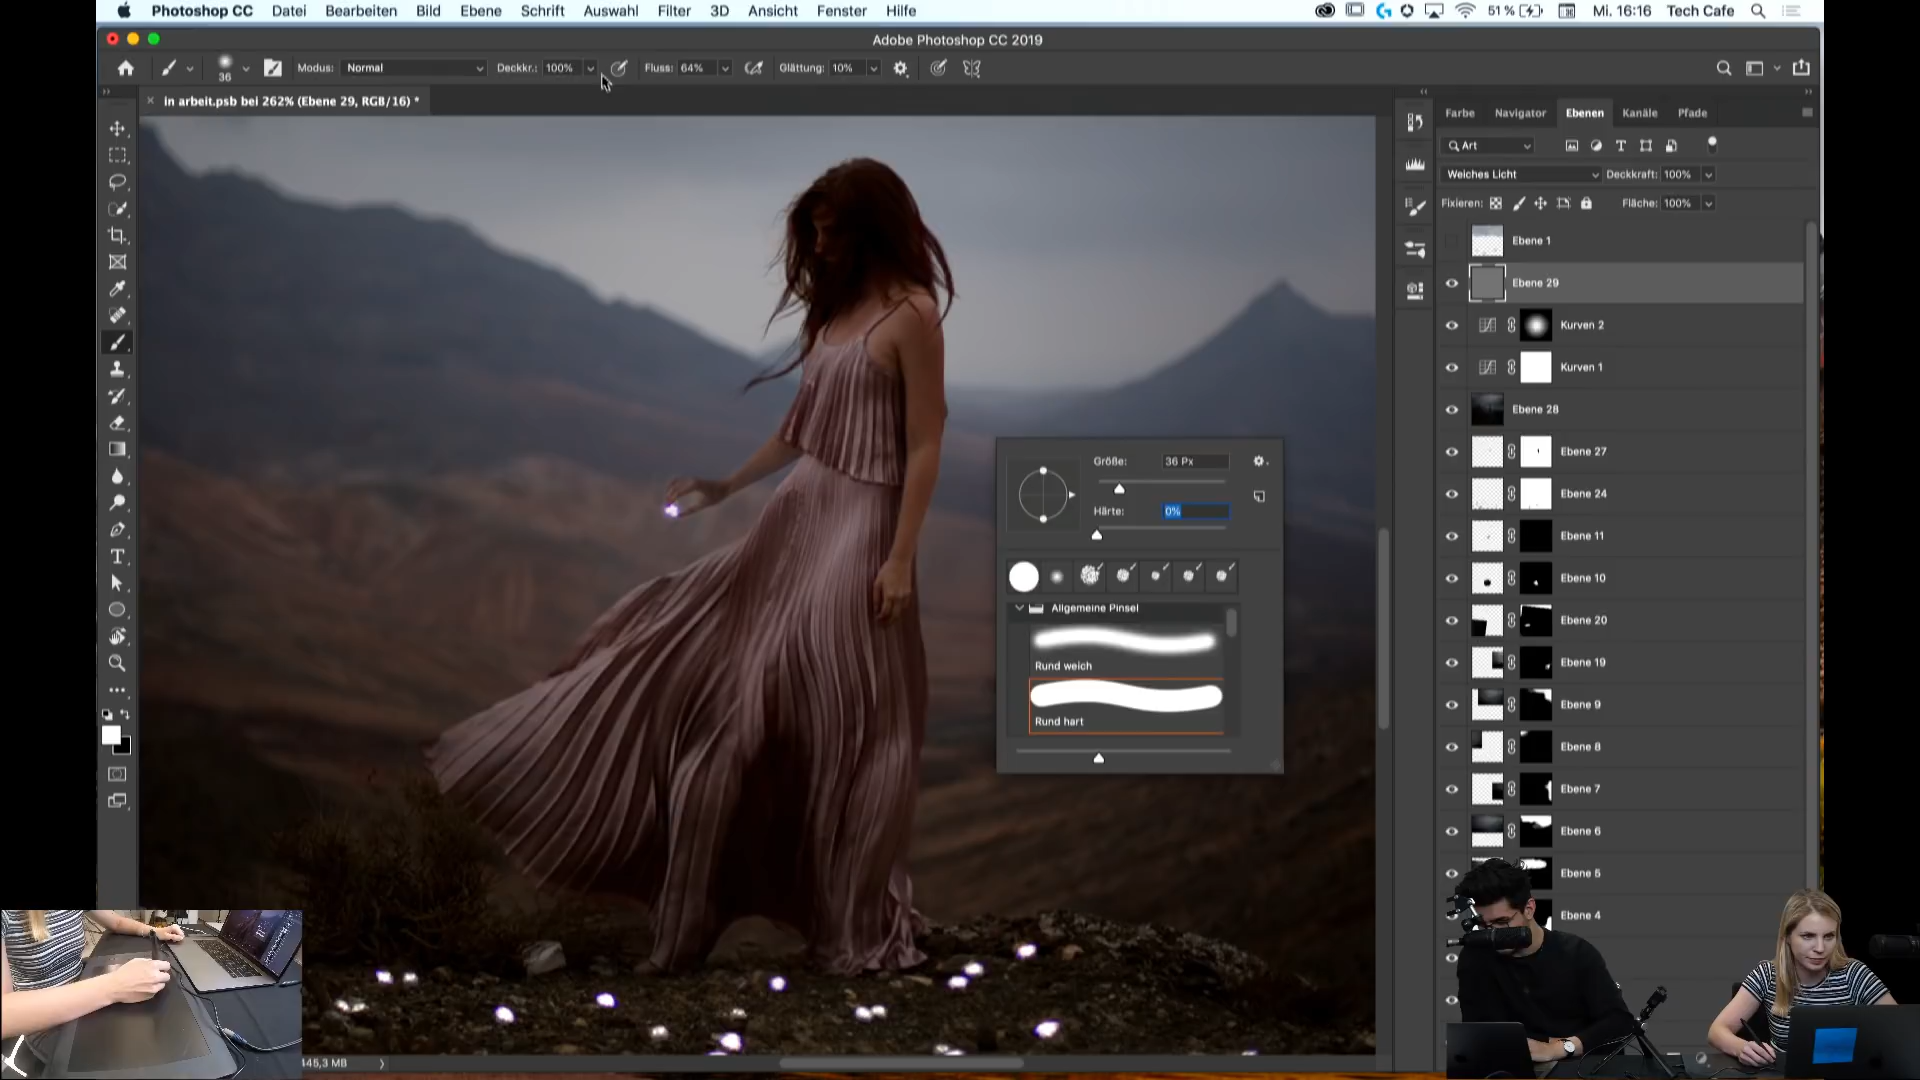 Photoshop CC Datei Bearbeiten Bild Ebene Schrift Auswahl Filter 3D Ansicht Fenster Hilfe 51 % Mi. 16:16 Tech Cafe
Adobe Photoshop CC 2019
36 Modus: Normal Deckkr.: 100% Fluss: 64% Glättung: 10%
in arbeit.psb bei 262% (Ebene 29, RGB/16) *
Farbe Navigator Ebenen Kanäle Pfade
Art
Weiches Licht Deckkraft: 100%
Fixieren: Fläche: 100%
Ebene 1
Ebene 29
Kurven 2
Kurven 1
Ebene 28
Ebene 27
Ebene 24
Ebene 11
Ebene 10
Ebene 20
Ebene 19
Ebene 9
Ebene 8
Ebene 7
Ebene 6
Ebene 5
Ebene 4
Größe: 36 Px
Härte: 0%
Allgemeine Pinsel
Rund weich
Rund hart
445,3 MB